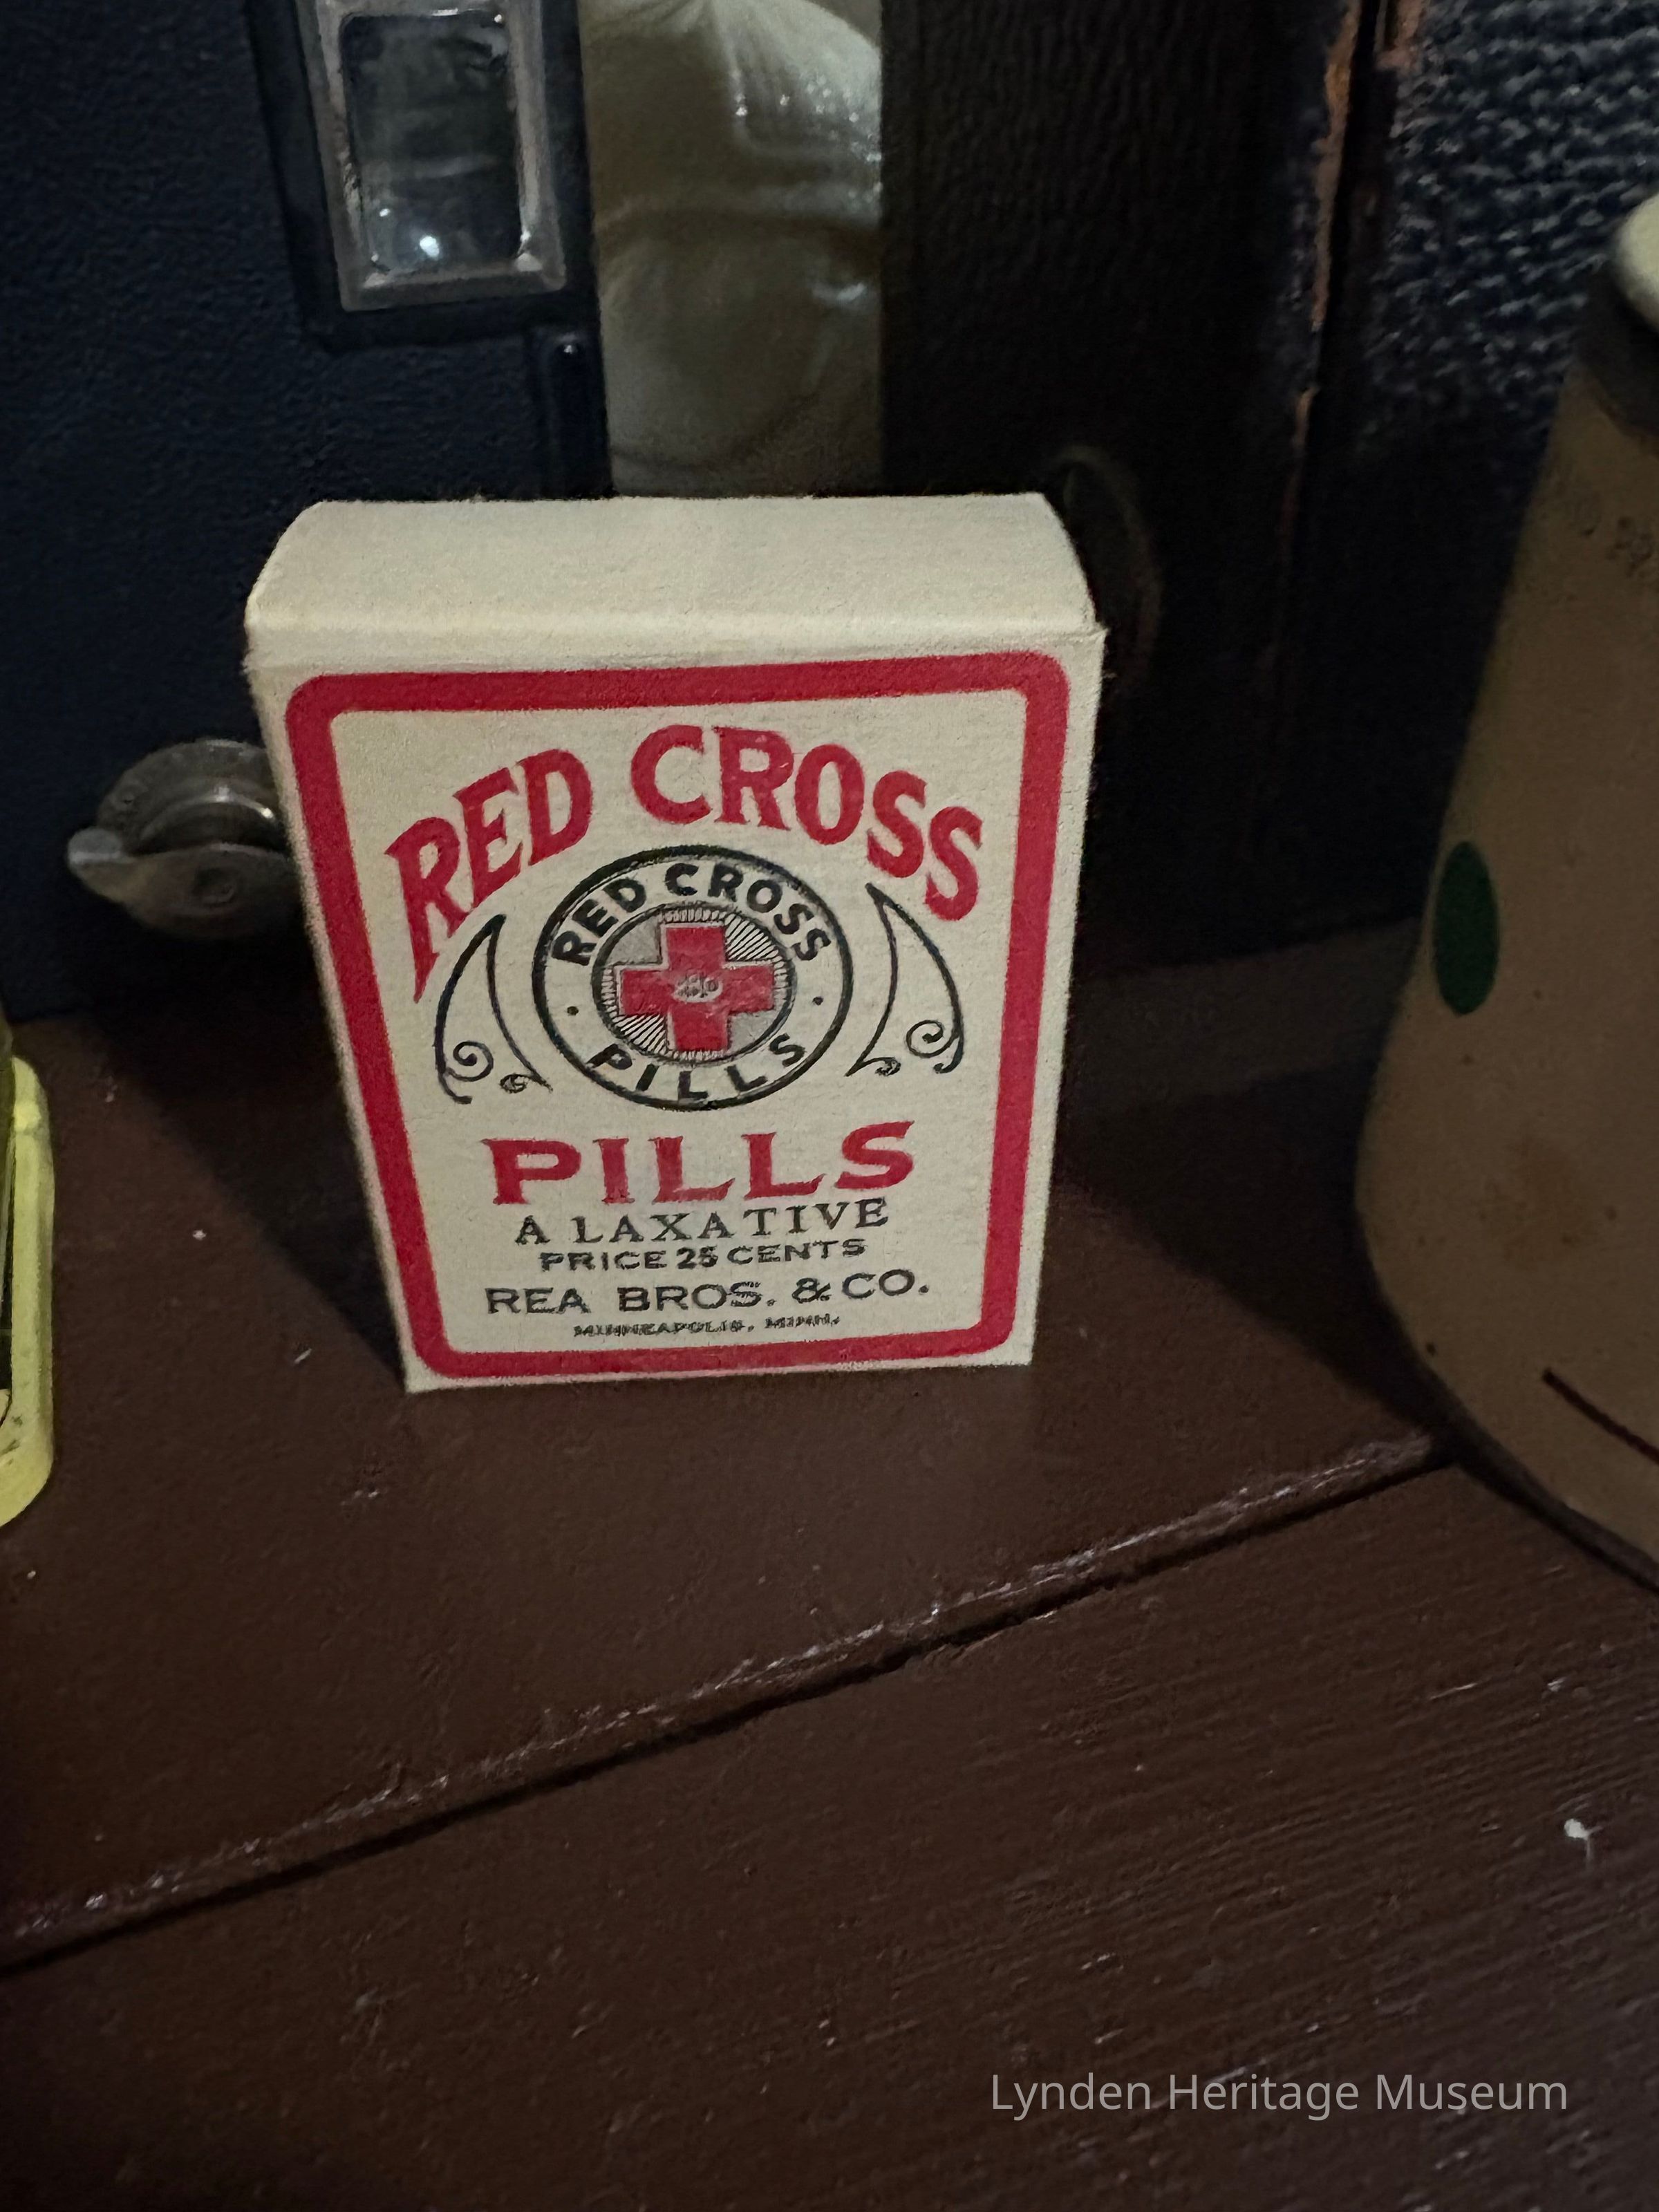 RED CROSS
RED CROSS
PILLS
PILLS
A LAXATIVE
PRICE 25 CENTS
REA BROS. & CO.
MINNEAPOLIS, MINN.
Lynden Heritage Museum